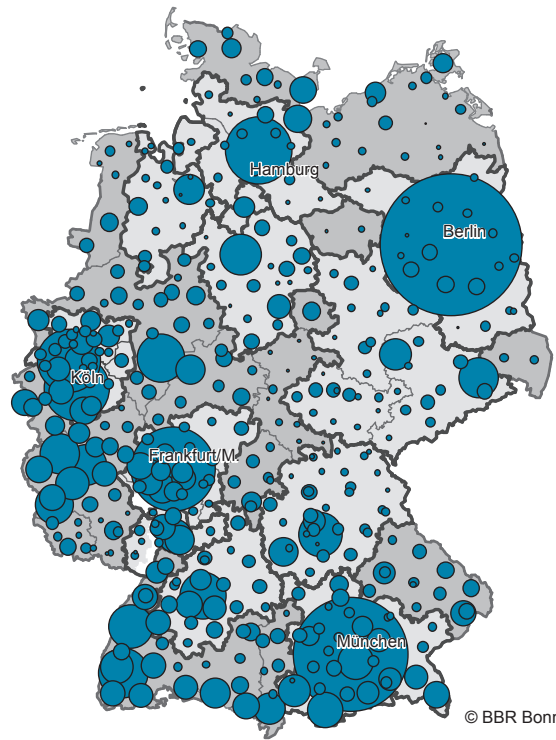 Hamburg
Berlin
Köln
Frankfurt/M.
München
© BBR Bonn